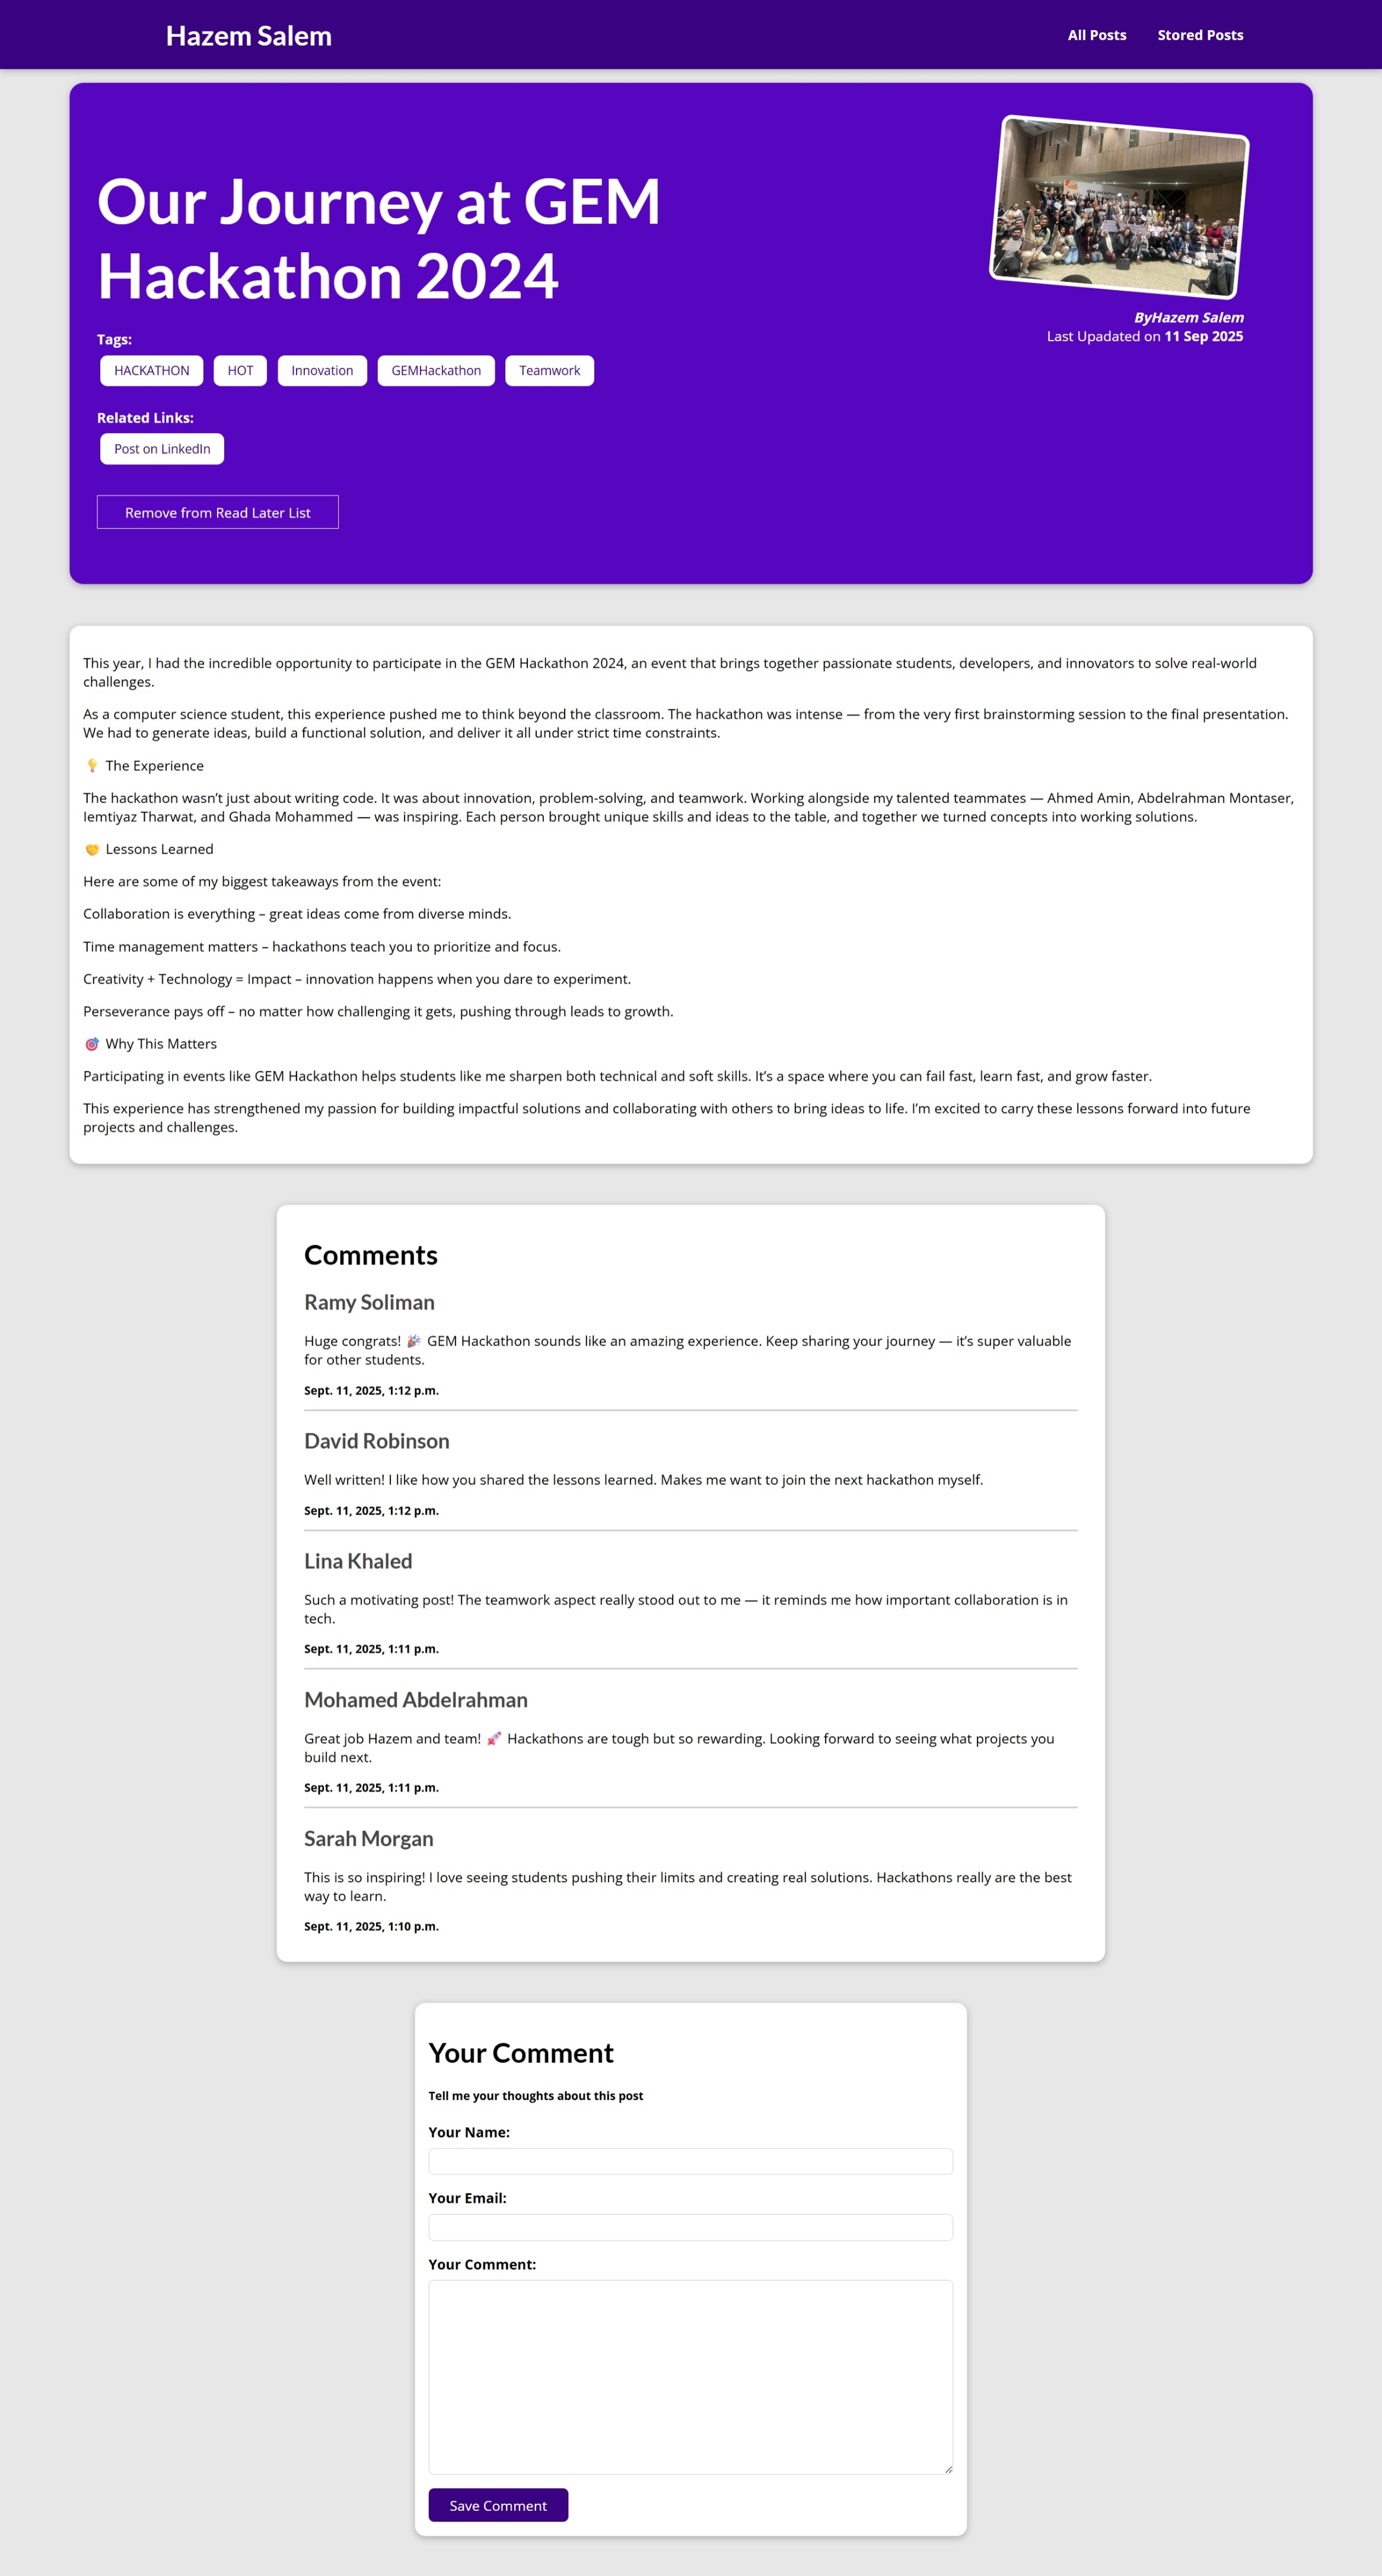 Hazem Salem
All Posts
Stored Posts
Our Journey at GEM
Hackathon 2024
ByHazem Salem
Last Upadated on 11 Sep 2025
Tags:
HACKATHON
HOT
Innovation
GEMHackathon
Teamwork
Related Links:
Post on LinkedIn
Remove from Read Later List
This year, I had the incredible opportunity to participate in the GEM Hackathon 2024, an event that brings together passionate students, developers, and innovators to solve real-world
challenges.
As a computer science student, this experience pushed me to think beyond the classroom. The hackathon was intense — from the very first brainstorming session to the final presentation.
We had to generate ideas, build a functional solution, and deliver it all under strict time constraints.
💡 The Experience
The hackathon wasn’t just about writing code. It was about innovation, problem-solving, and teamwork. Working alongside my talented teammates — Ahmed Amin, Abdelrahman Montaser,
Iemtiyaz Tharwat, and Ghada Mohammed — was inspiring. Each person brought unique skills and ideas to the table, and together we turned concepts into working solutions.
🤝 Lessons Learned
Here are some of my biggest takeaways from the event:
Collaboration is everything – great ideas come from diverse minds.
Time management matters – hackathons teach you to prioritize and focus.
Creativity + Technology = Impact – innovation happens when you dare to experiment.
Perseverance pays off – no matter how challenging it gets, pushing through leads to growth.
🎯 Why This Matters
Participating in events like GEM Hackathon helps students like me sharpen both technical and soft skills. It’s a space where you can fail fast, learn fast, and grow faster.
This experience has strengthened my passion for building impactful solutions and collaborating with others to bring ideas to life. I’m excited to carry these lessons forward into future
projects and challenges.
Comments
Ramy Soliman
Huge congrats! 🎉 GEM Hackathon sounds like an amazing experience. Keep sharing your journey — it’s super valuable
for other students.
Sept. 11, 2025, 1:12 p.m.
David Robinson
Well written! I like how you shared the lessons learned. Makes me want to join the next hackathon myself.
Sept. 11, 2025, 1:12 p.m.
Lina Khaled
Such a motivating post! The teamwork aspect really stood out to me — it reminds me how important collaboration is in
tech.
Sept. 11, 2025, 1:11 p.m.
Mohamed Abdelrahman
Great job Hazem and team! 🚀 Hackathons are tough but so rewarding. Looking forward to seeing what projects you
build next.
Sept. 11, 2025, 1:11 p.m.
Sarah Morgan
This is so inspiring! I love seeing students pushing their limits and creating real solutions. Hackathons really are the best
way to learn.
Sept. 11, 2025, 1:10 p.m.
Your Comment
Tell me your thoughts about this post
Your Name:
Your Email:
Your Comment:
Save Comment